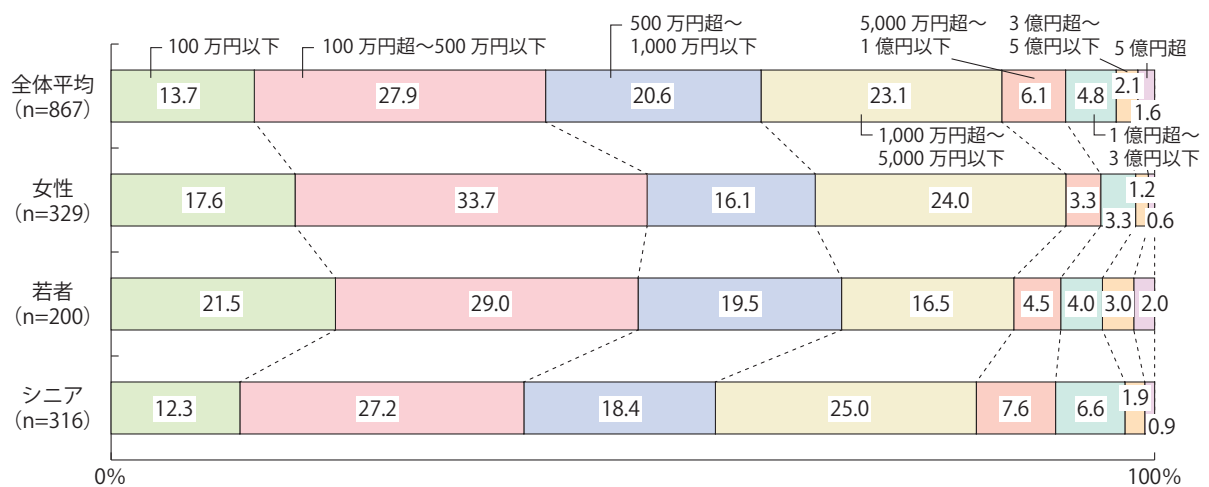 100 万円以下
100 万円超～500 万円以下
500 万円超～
1,000 万円以下
5,000 万円超～
1 億円以下
3 億円超～
5 億円以下
5 億円超
全体平均
（n=867）
13.7
27.9
20.6
23.1
6.1
4.8
2.1
1.6
1,000 万円超～
5,000 万円以下
1 億円超～
3 億円以下
女性
（n=329）
17.6
33.7
16.1
24.0
3.3
3.3
1.2
0.6
若者
（n=200）
21.5
29.0
19.5
16.5
4.5
4.0
3.0
2.0
シニア
（n=316）
12.3
27.2
18.4
25.0
7.6
6.6
1.9
0.9
0%
100%